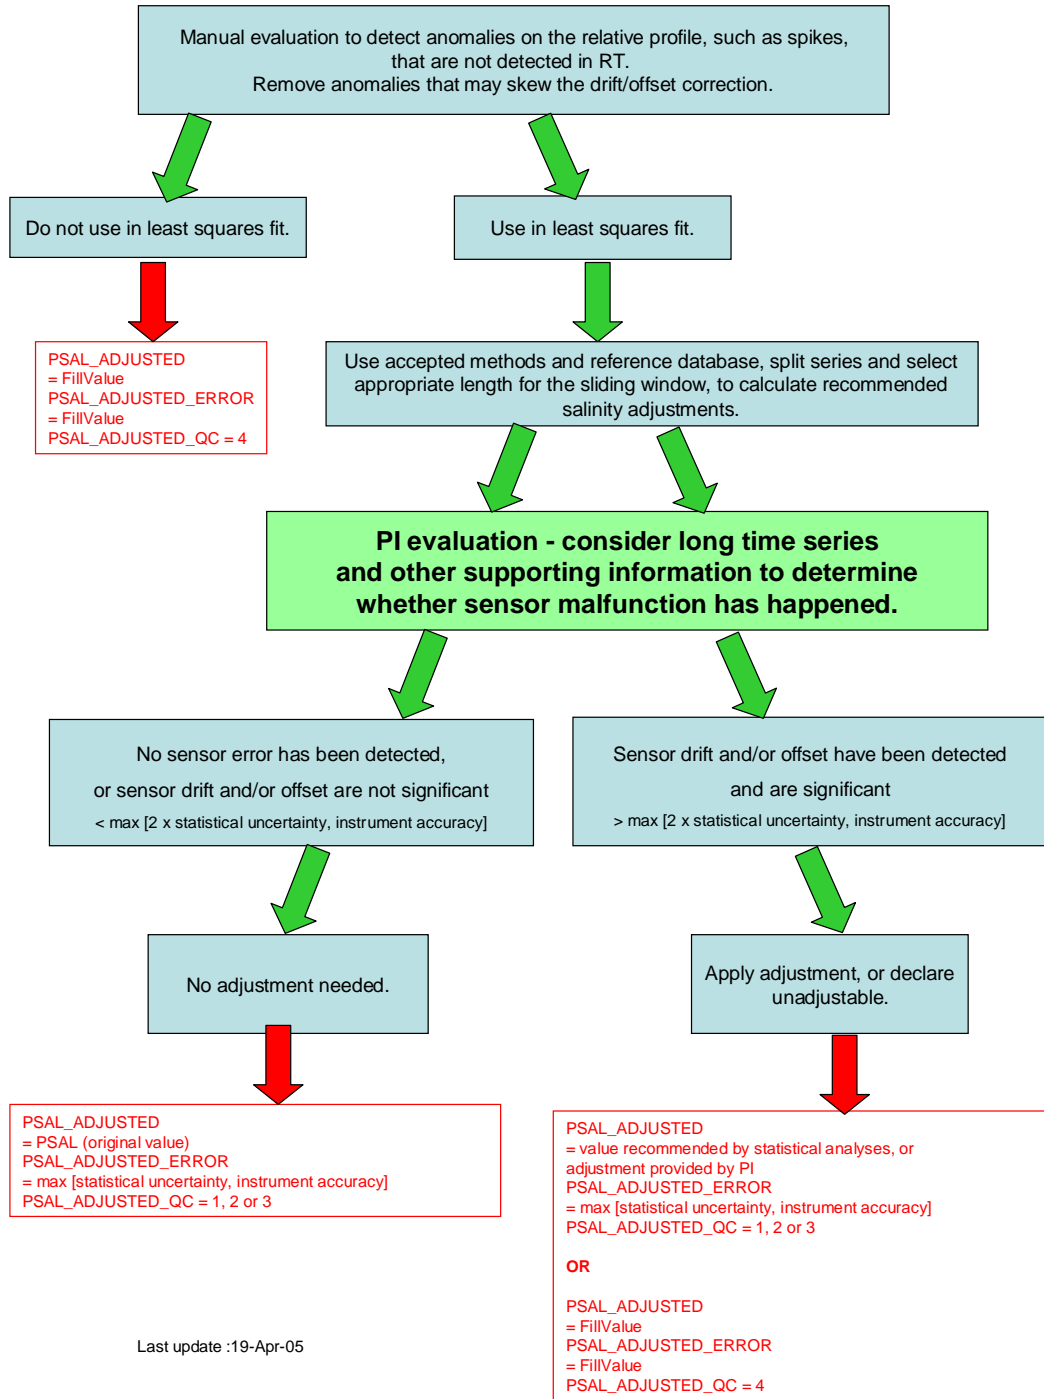 Manual evaluation to detect anomalies on the relative profile, such as spikes,
that are not detected in RT.
Remove anomalies that may skew the drift/offset correction.
Do not use in least squares fit.
Use in least squares fit.
PSAL_ADJUSTED
= FillValue
PSAL_ADJUSTED_ERROR
= FillValue
PSAL_ADJUSTED_QC = 4
Use accepted methods and reference database, split series and select
appropriate length for the sliding window, to calculate recommended
salinity adjustments.
PI evaluation - consider long time series
and other supporting information to determine
whether sensor malfunction has happened.
No sensor error has been detected,
or sensor drift and/or offset are not significant
< max [2 x statistical uncertainty, instrument accuracy]
Sensor drift and/or offset have been detected
and are significant
> max [2 x statistical uncertainty, instrument accuracy]
No adjustment needed.
Apply adjustment, or declare
unadjustable.
PSAL_ADJUSTED
= PSAL (original value)
PSAL_ADJUSTED_ERROR
= max [statistical uncertainty, instrument accuracy]
PSAL_ADJUSTED_QC = 1, 2 or 3
PSAL_ADJUSTED
= value recommended by statistical analyses, or
adjustment provided by PI
PSAL_ADJUSTED_ERROR
= max [statistical uncertainty, instrument accuracy]
PSAL_ADJUSTED_QC = 1, 2 or 3
OR
PSAL_ADJUSTED
= FillValue
PSAL_ADJUSTED_ERROR
= FillValue
PSAL_ADJUSTED_QC = 4
Last update :19-Apr-05